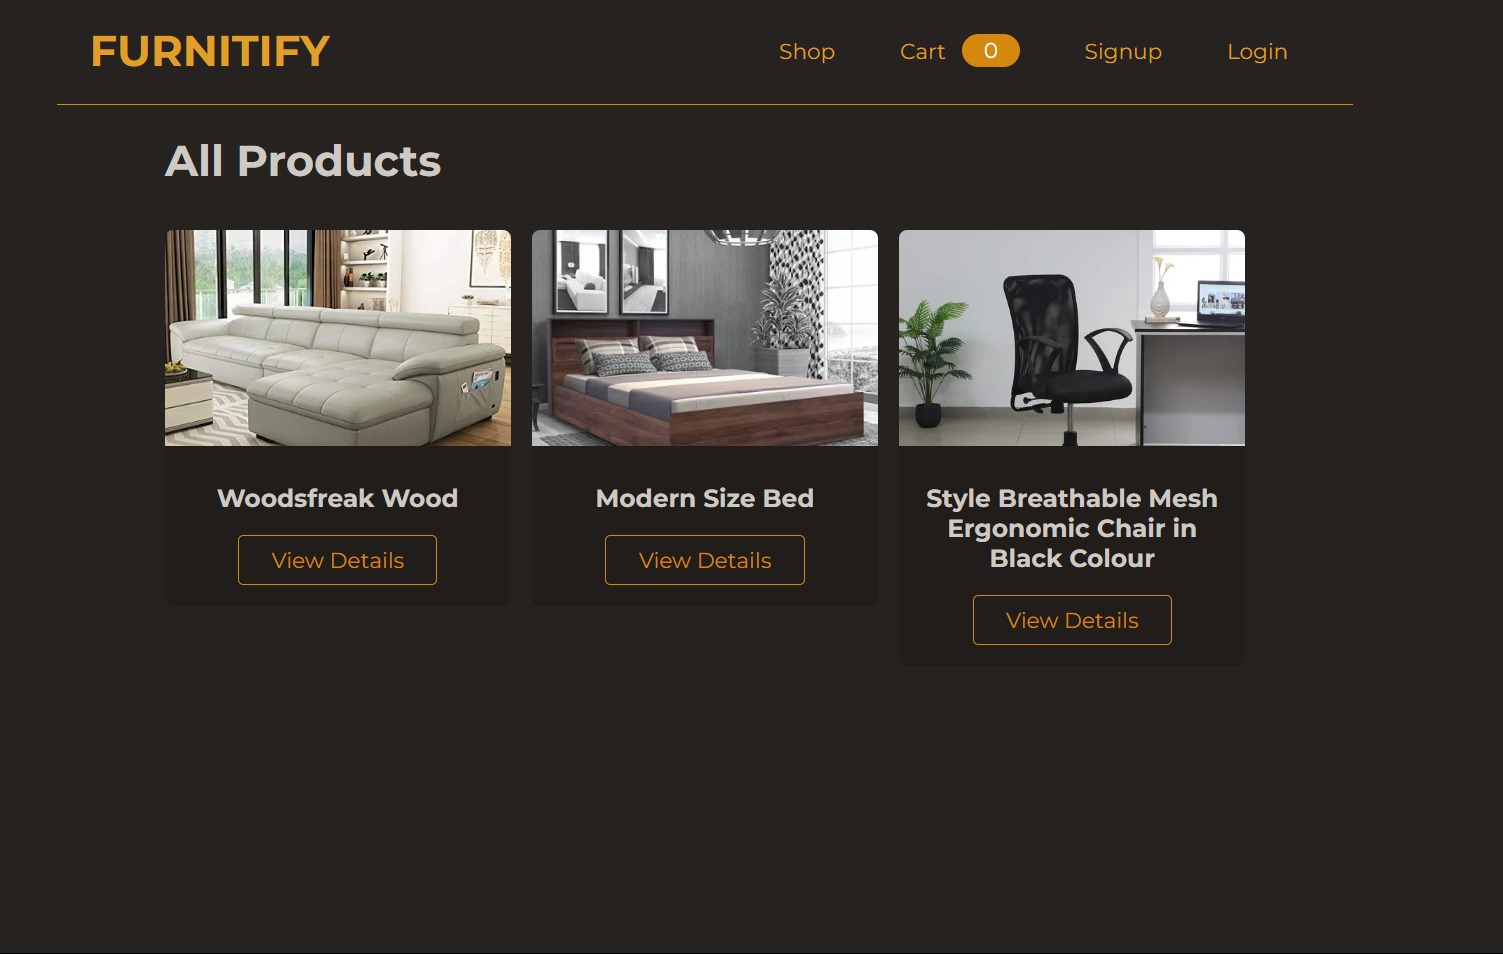 FURNITIFY
Shop Cart 0 Signup Login
All Products
Woodsfreak Wood
View Details
Modern Size Bed
View Details
Style Breathable Mesh
Ergonomic Chair in
Black Colour
View Details